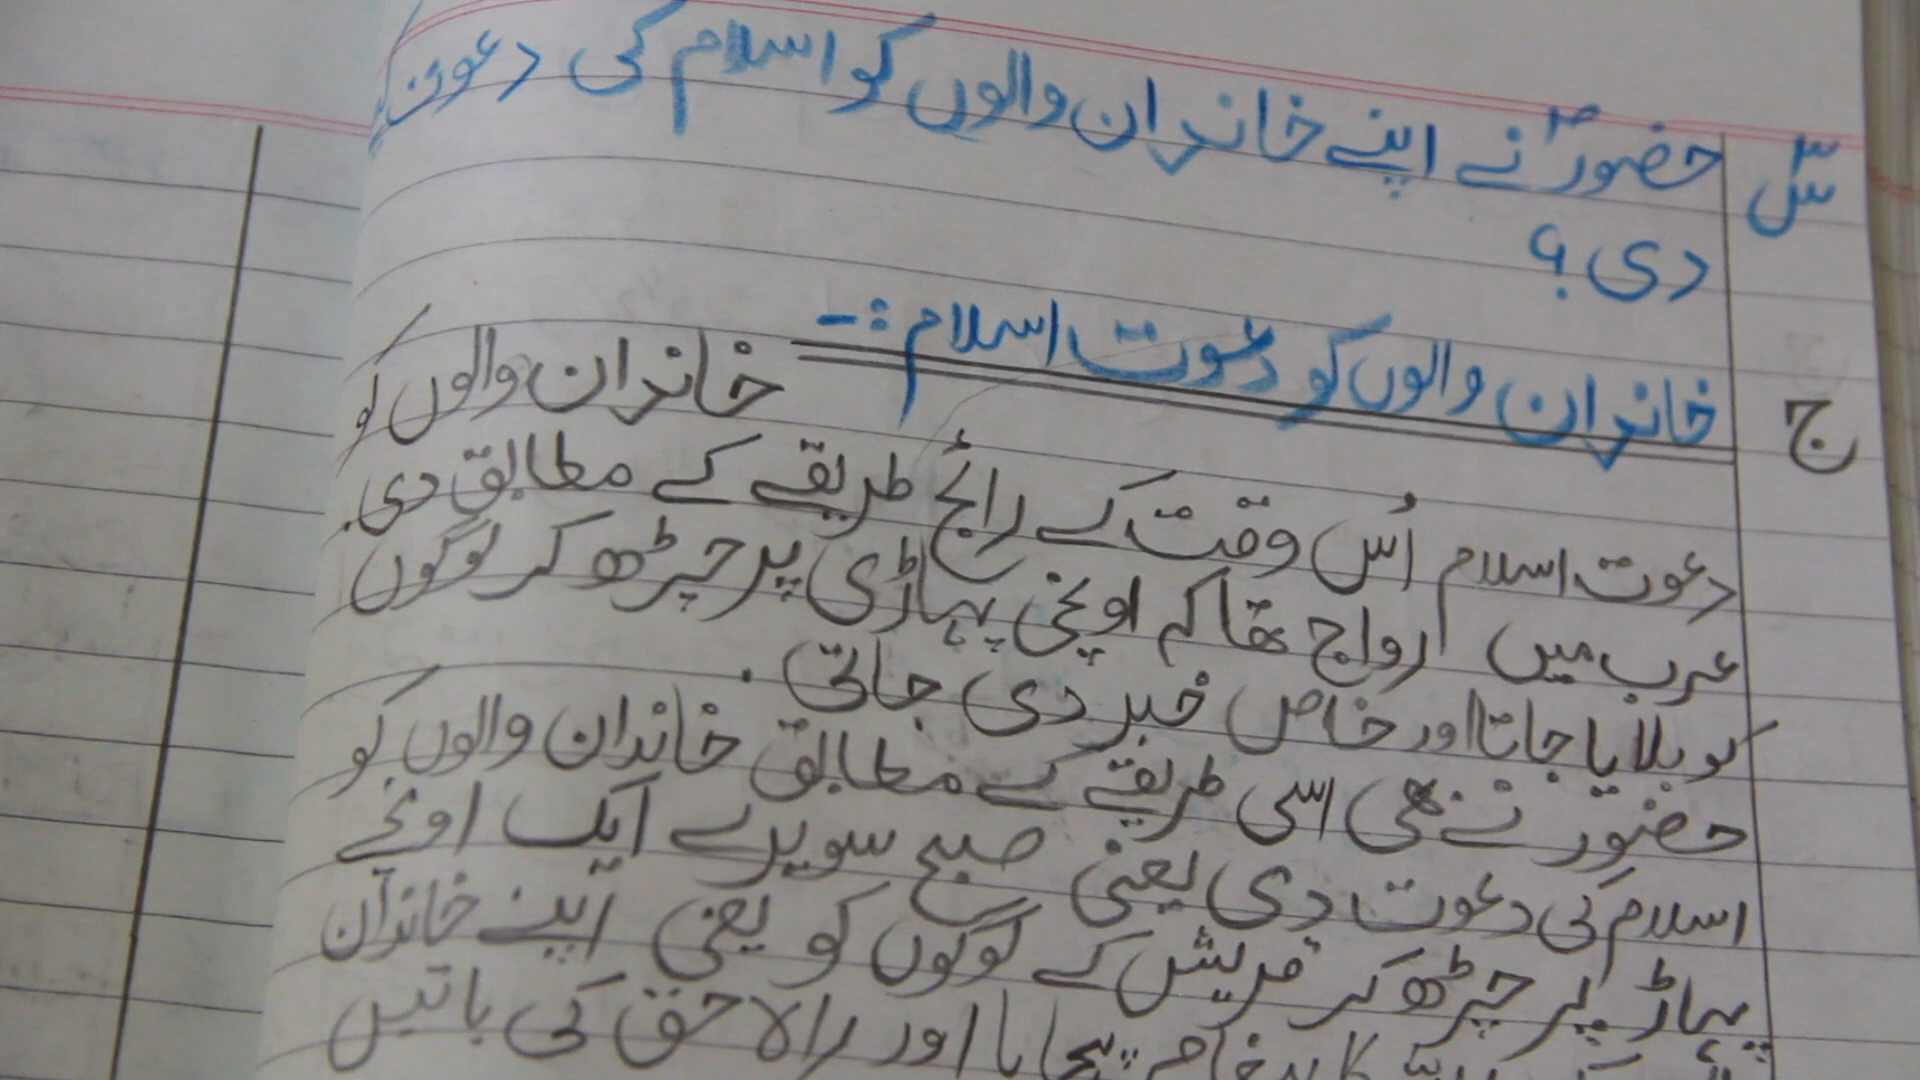 س حضورؐ نے اپنے خاندان والوں کو اسلام کی دعوت
دی؟
ج خاندان والوں کو دعوت اسلام :-
خاندان والوں کو
دعوت اسلام اُس وقت کے رائج طریقے کے مطابق دی.
عرب میں رواج تھا کہ اونچی پہاڑی پر چڑھ کر لوگوں
کو بلایا جاتا اور خاص خبر دی جاتی.
حضورؐ نے بھی اسی طریقے کے مطابق خاندان والوں کو
اسلام کی دعوت دی یعنی صبح سویرے ایک اونچے
پہاڑ پر چڑھ کر قریش کے لوگوں کو یعنی اپنے خاندان
اور راہ حق کی باتیں